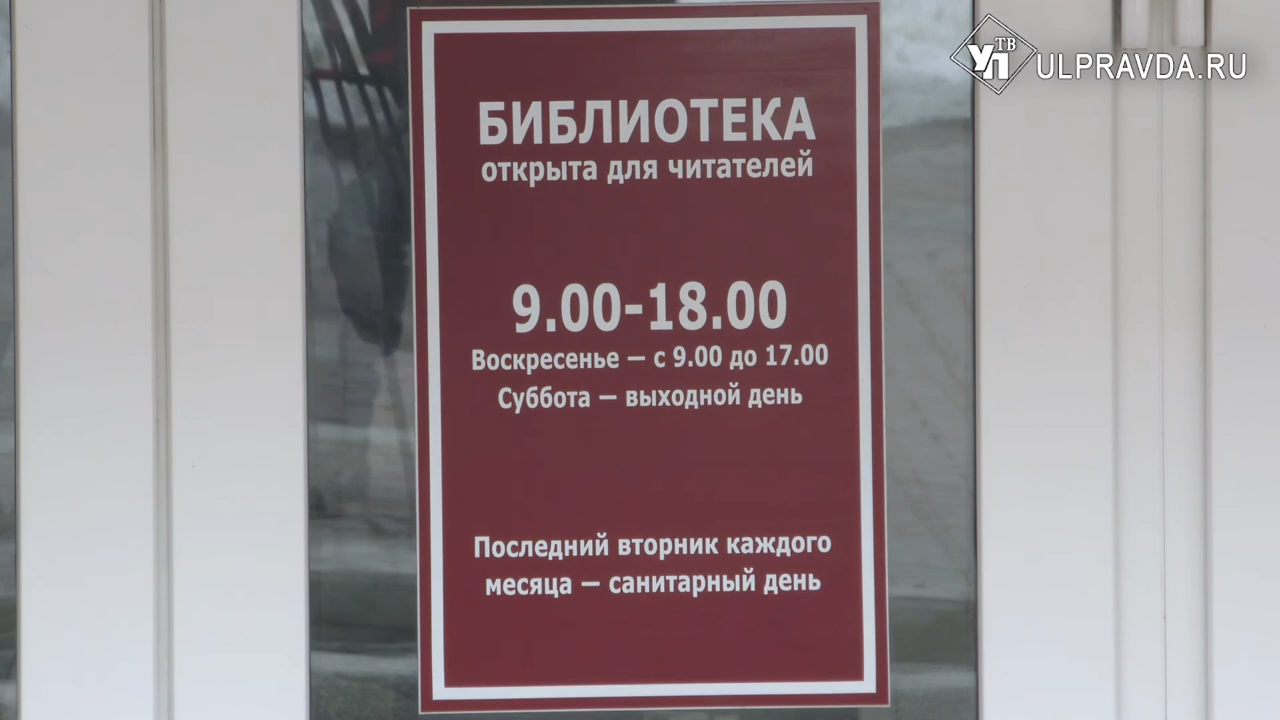 УП ТВ ULPRAVDA.RU
БИБЛИОТЕКА
открыта для читателей
9.00-18.00
Воскресенье – с 9.00 до 17.00
Суббота – выходной день
Последний вторник каждого
месяца – санитарный день